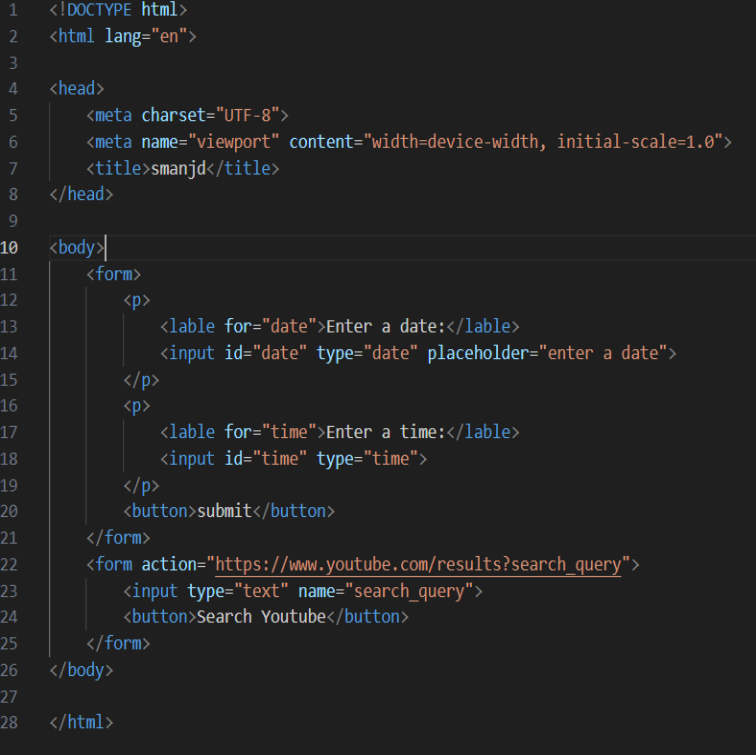 1 <!DOCTYPE html>
2 <html lang="en">
3
4 <head>
5     <meta charset="UTF-8">
6     <meta name="viewport" content="width=device-width, initial-scale=1.0">
7     <title>smanjd</title>
8 </head>
9
10 <body>
11     <form>
12         <p>
13             <lable for="date">Enter a date:</lable>
14             <input id="date" type="date" placeholder="enter a date">
15         </p>
16         <p>
17             <lable for="time">Enter a time:</lable>
18             <input id="time" type="time">
19         </p>
20         <button>submit</button>
21     </form>
22     <form action="https://www.youtube.com/results?search_query">
23         <input type="text" name="search_query">
24         <button>Search Youtube</button>
25     </form>
26 </body>
27
28 </html>